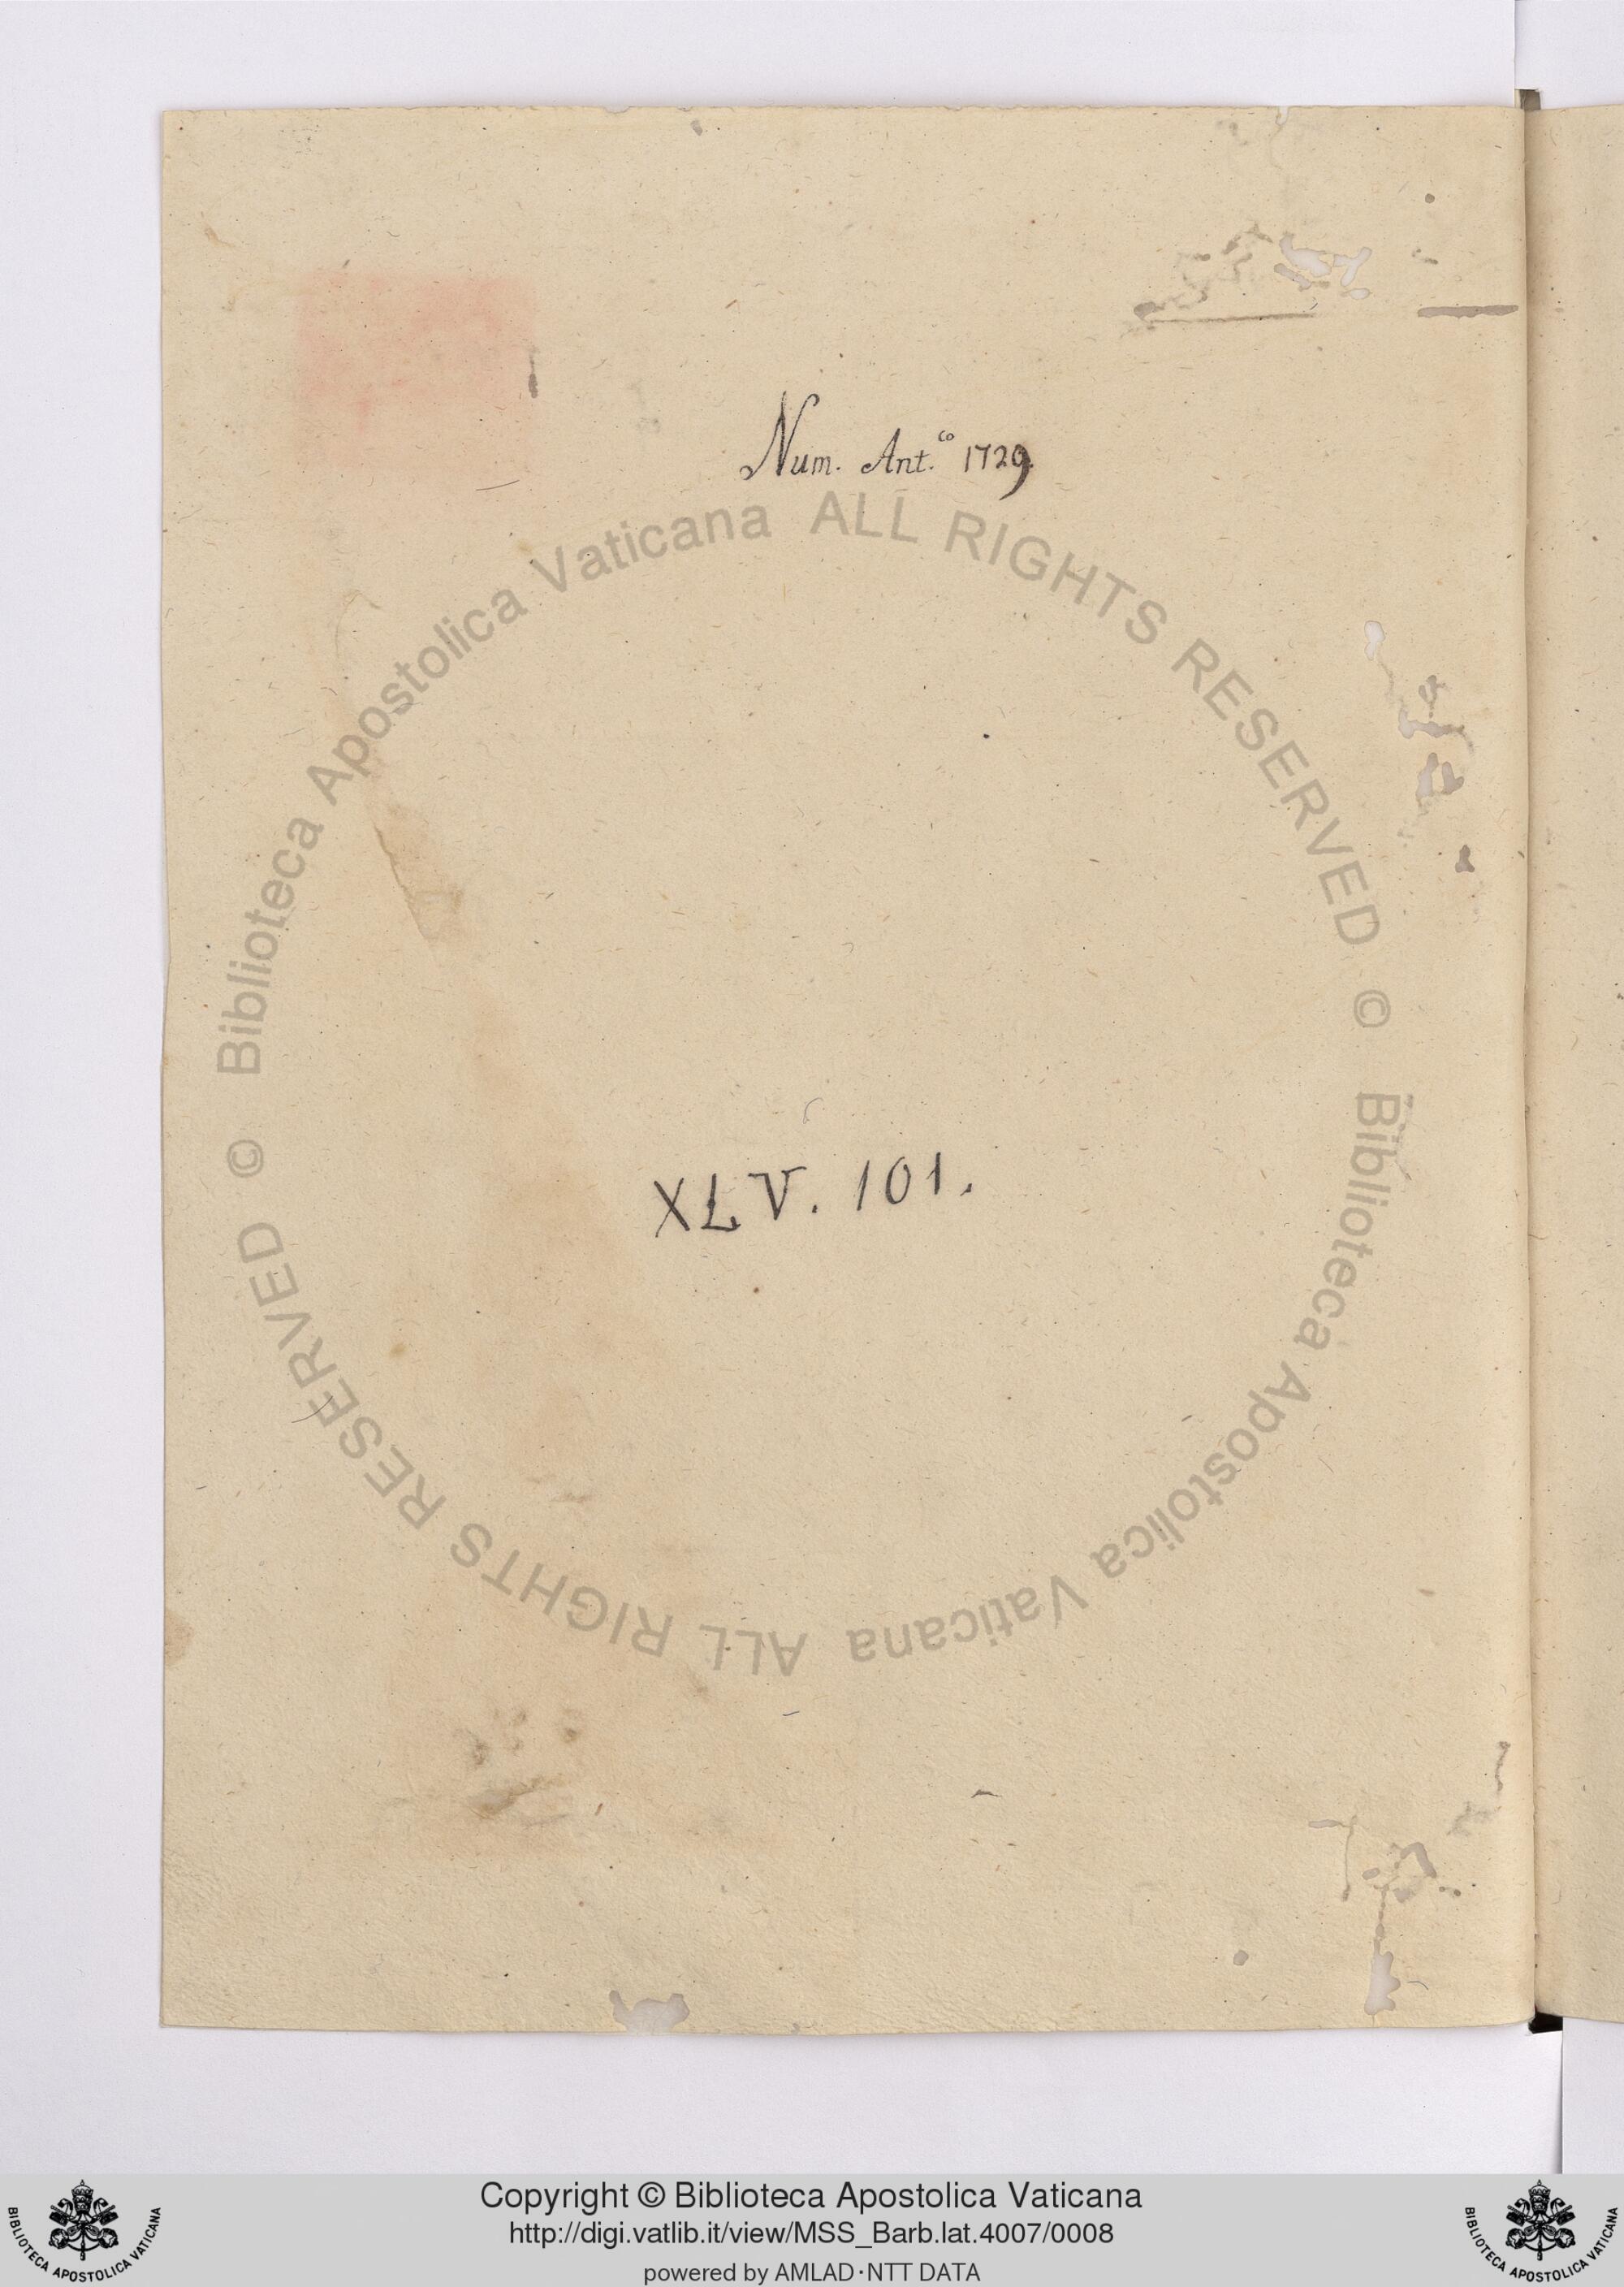 Num. Ant.co 1729.
XLV. 101.
© Biblioteca Apostolica Vaticana ALL RIGHTS RESERVED
© Biblioteca Apostolica Vaticana ALL RIGHTS RESERVED
Copyright © Biblioteca Apostolica Vaticana
http://digi.vatlib.it/view/MSS_Barb.lat.4007/0008
powered by AMLAD·NTT DATA
BIBLIOTECA APOSTOLICA VATICANA
BIBLIOTECA APOSTOLICA VATICANA